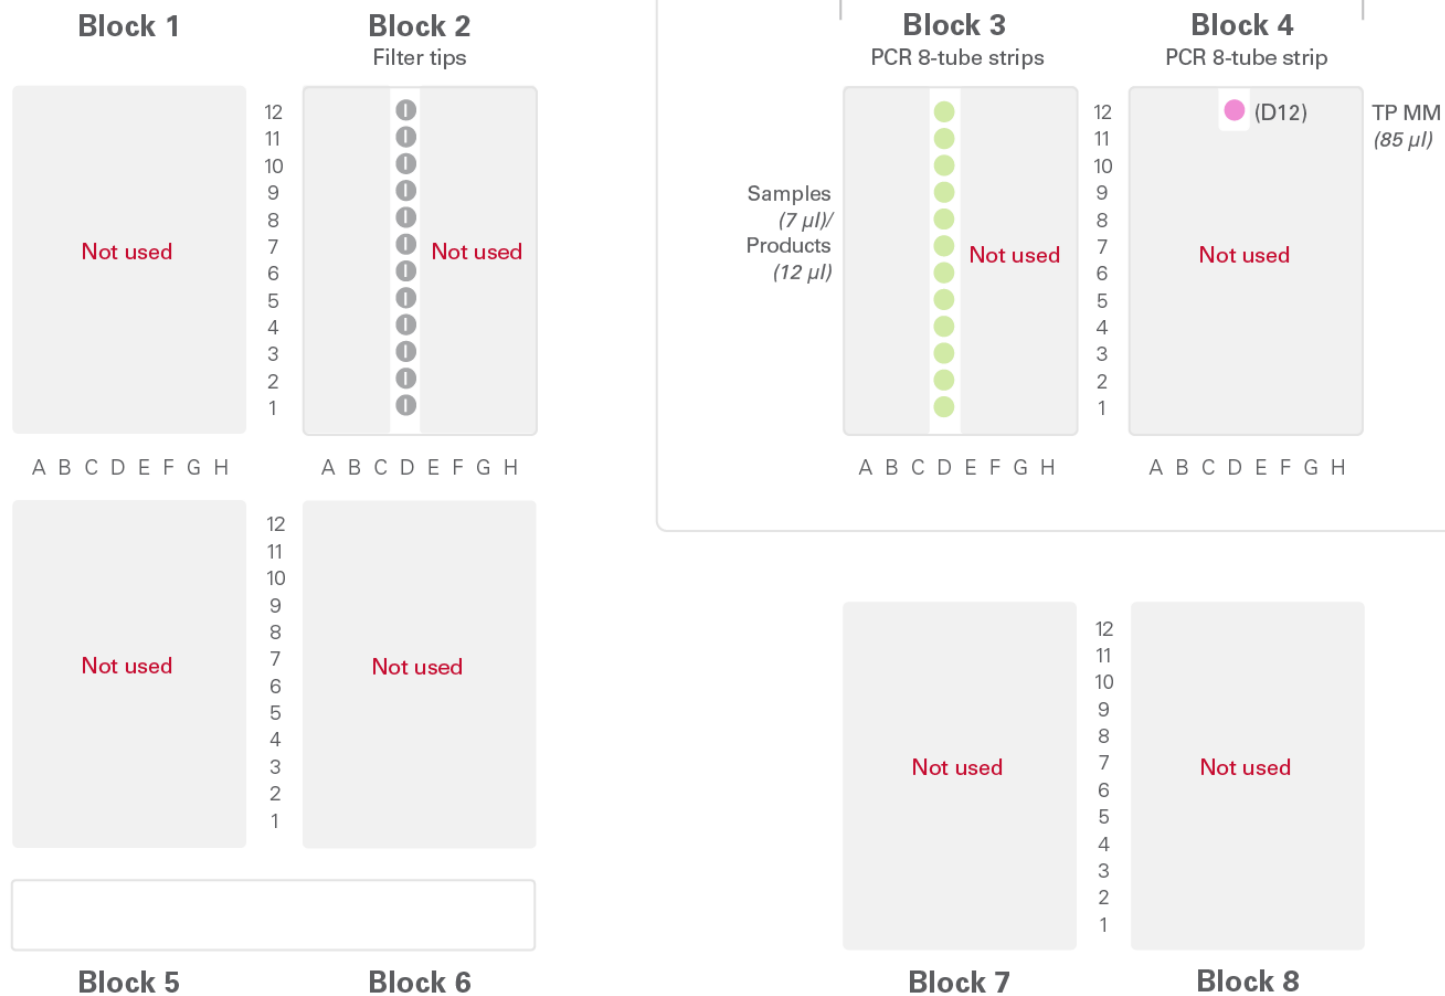 Block 1
Block 2
Filter tips
Block 3
PCR 8-tube strips
Block 4
PCR 8-tube strip
Not used
12
11
10
9
8
7
6
5
4
3
2
1
Not used
Samples
(7 µl)/
Products
(12 µl)
Not used
12
11
10
9
8
7
6
5
4
3
2
1
(D12)
Not used
TP MM
(85 µl)
A B C D E F G H
A B C D E F G H
A B C D E F G H
A B C D E F G H
Not used
12
11
10
9
8
7
6
5
4
3
2
1
Not used
Not used
12
11
10
9
8
7
6
5
4
3
2
1
Not used
Block 5
Block 6
Block 7
Block 8